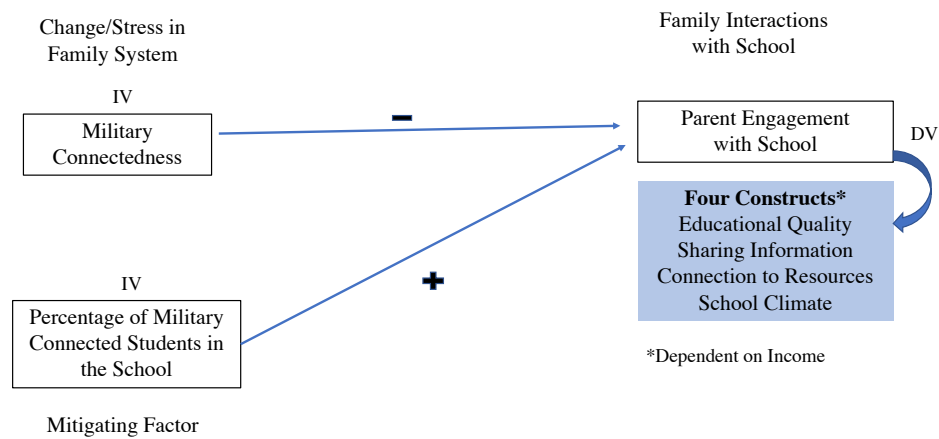 Change/Stress in
Family System
IV
Military
Connectedness
Family Interactions
with School
Parent Engagement
with School
DV
Four Constructs*
Educational Quality
Sharing Information
Connection to Resources
School Climate
*Dependent on Income
IV
Percentage of Military
Connected Students in
the School
Mitigating Factor